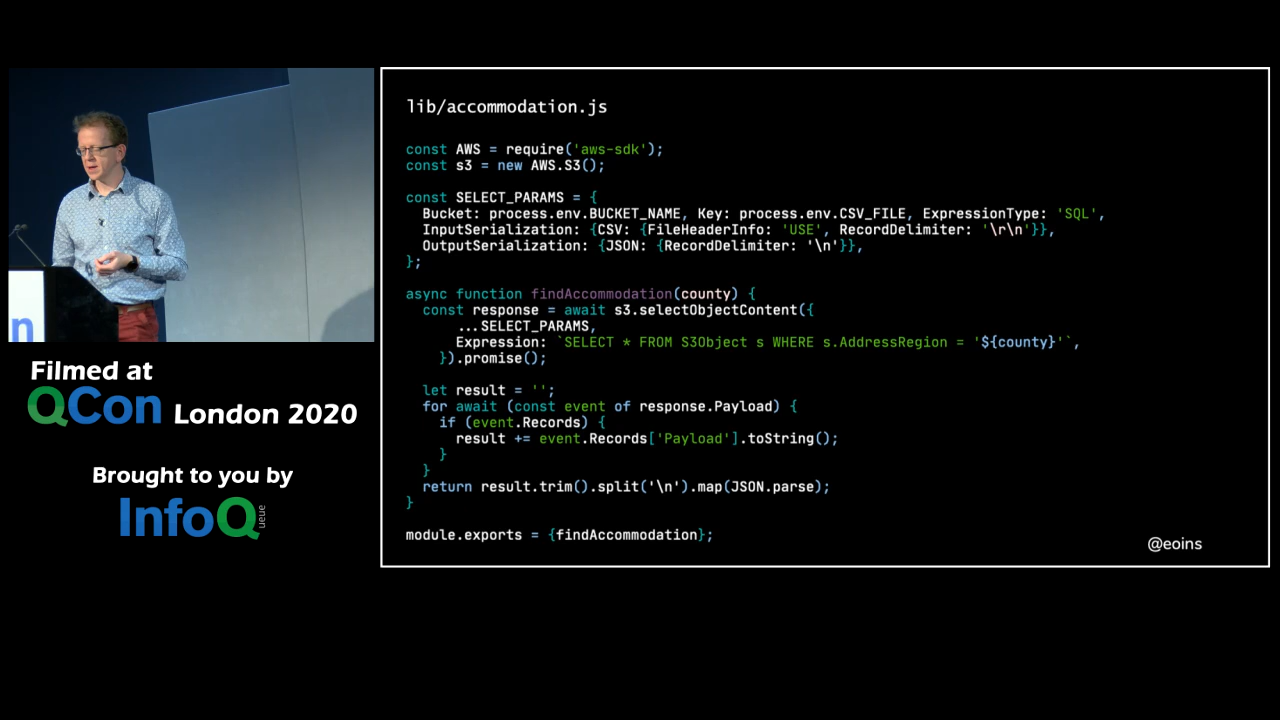 n
Filmed at
QCon London 2020
Brought to you by
InfoQueue
lib/accommodation.js
const AWS = require('aws-sdk');
const s3 = new AWS.S3();
const SELECT_PARAMS = {
  Bucket: process.env.BUCKET_NAME, Key: process.env.CSV_FILE, ExpressionType: 'SQL',
  InputSerialization: {CSV: {FileHeaderInfo: 'USE', RecordDelimiter: '\r\n'}},
  OutputSerialization: {JSON: {RecordDelimiter: '\n'}},
};
async function findAccommodation(county) {
  const response = await s3.selectObjectContent({
      ...SELECT_PARAMS,
      Expression: `SELECT * FROM S3Object s WHERE s.AddressRegion = '${county}'`,
    }).promise();
  let result = '';
  for await (const event of response.Payload) {
    if (event.Records) {
      result += event.Records['Payload'].toString();
    }
  }
  return result.trim().split('\n').map(JSON.parse);
}
module.exports = {findAccommodation};
@eoins